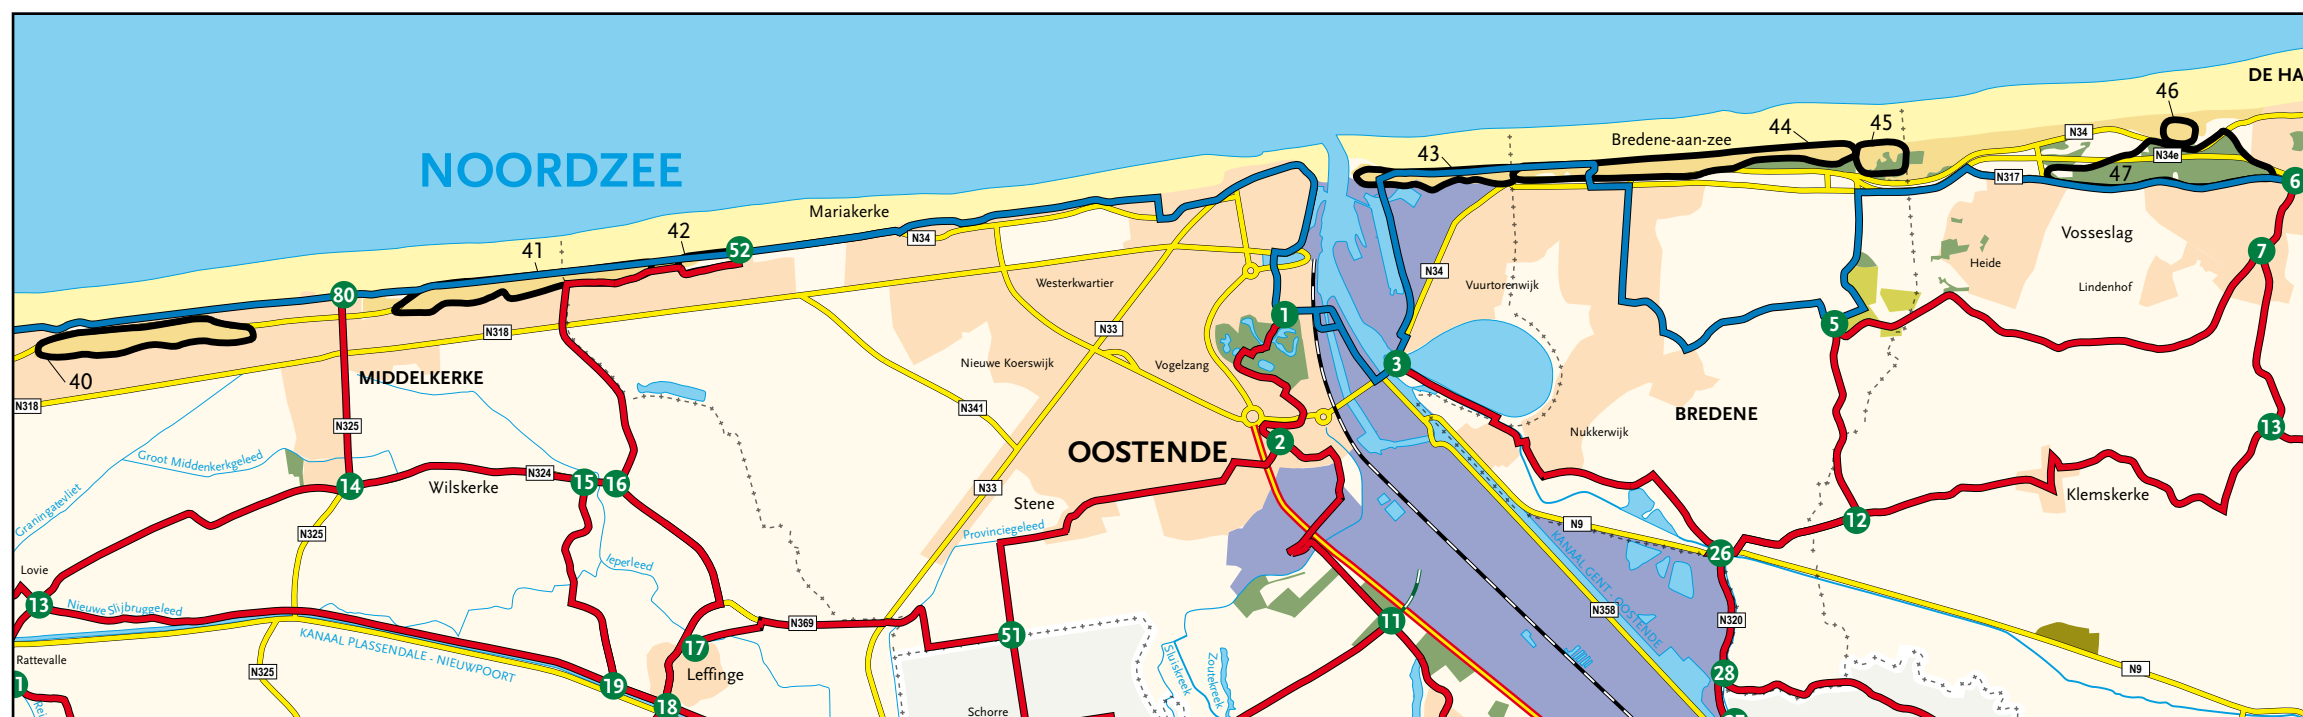 DE HA
46
45
44
43
Bredene-aan-zee
N34
N34e
47
N317
6
NOORDZEE
Mariakerke
42
41
52
N34
Vosseslag
7
Heide
Lindenhof
80
N34
Vuurtorenwijk
Westerkwartier
1
5
N33
N318
3
Nieuwe Koerswijk
Vogelzang
40
MIDDELKERKE
N318
N341
BREDENE
N325
13
Nukkerwijk
2
OOSTENDE
Groot Middenkerkgeleed
N324
15
16
14
Wilskerke
N33
Klemskerke
Stene
Graningatevliet
12
N9
Provinciegeleed
N325
26
KANAAL GENT - OOSTENDE
Ieperleed
Lovie
13
Nieuwe Slijbruggeleed
N358
N320
11
N369
51
KANAAL PLASSENDALE - NIEUWPOORT
17
Rattevalle
N325
Leffinge
Sluiskreek
Zoutekreek
28
N9
1
19
18
Rei
Schorre